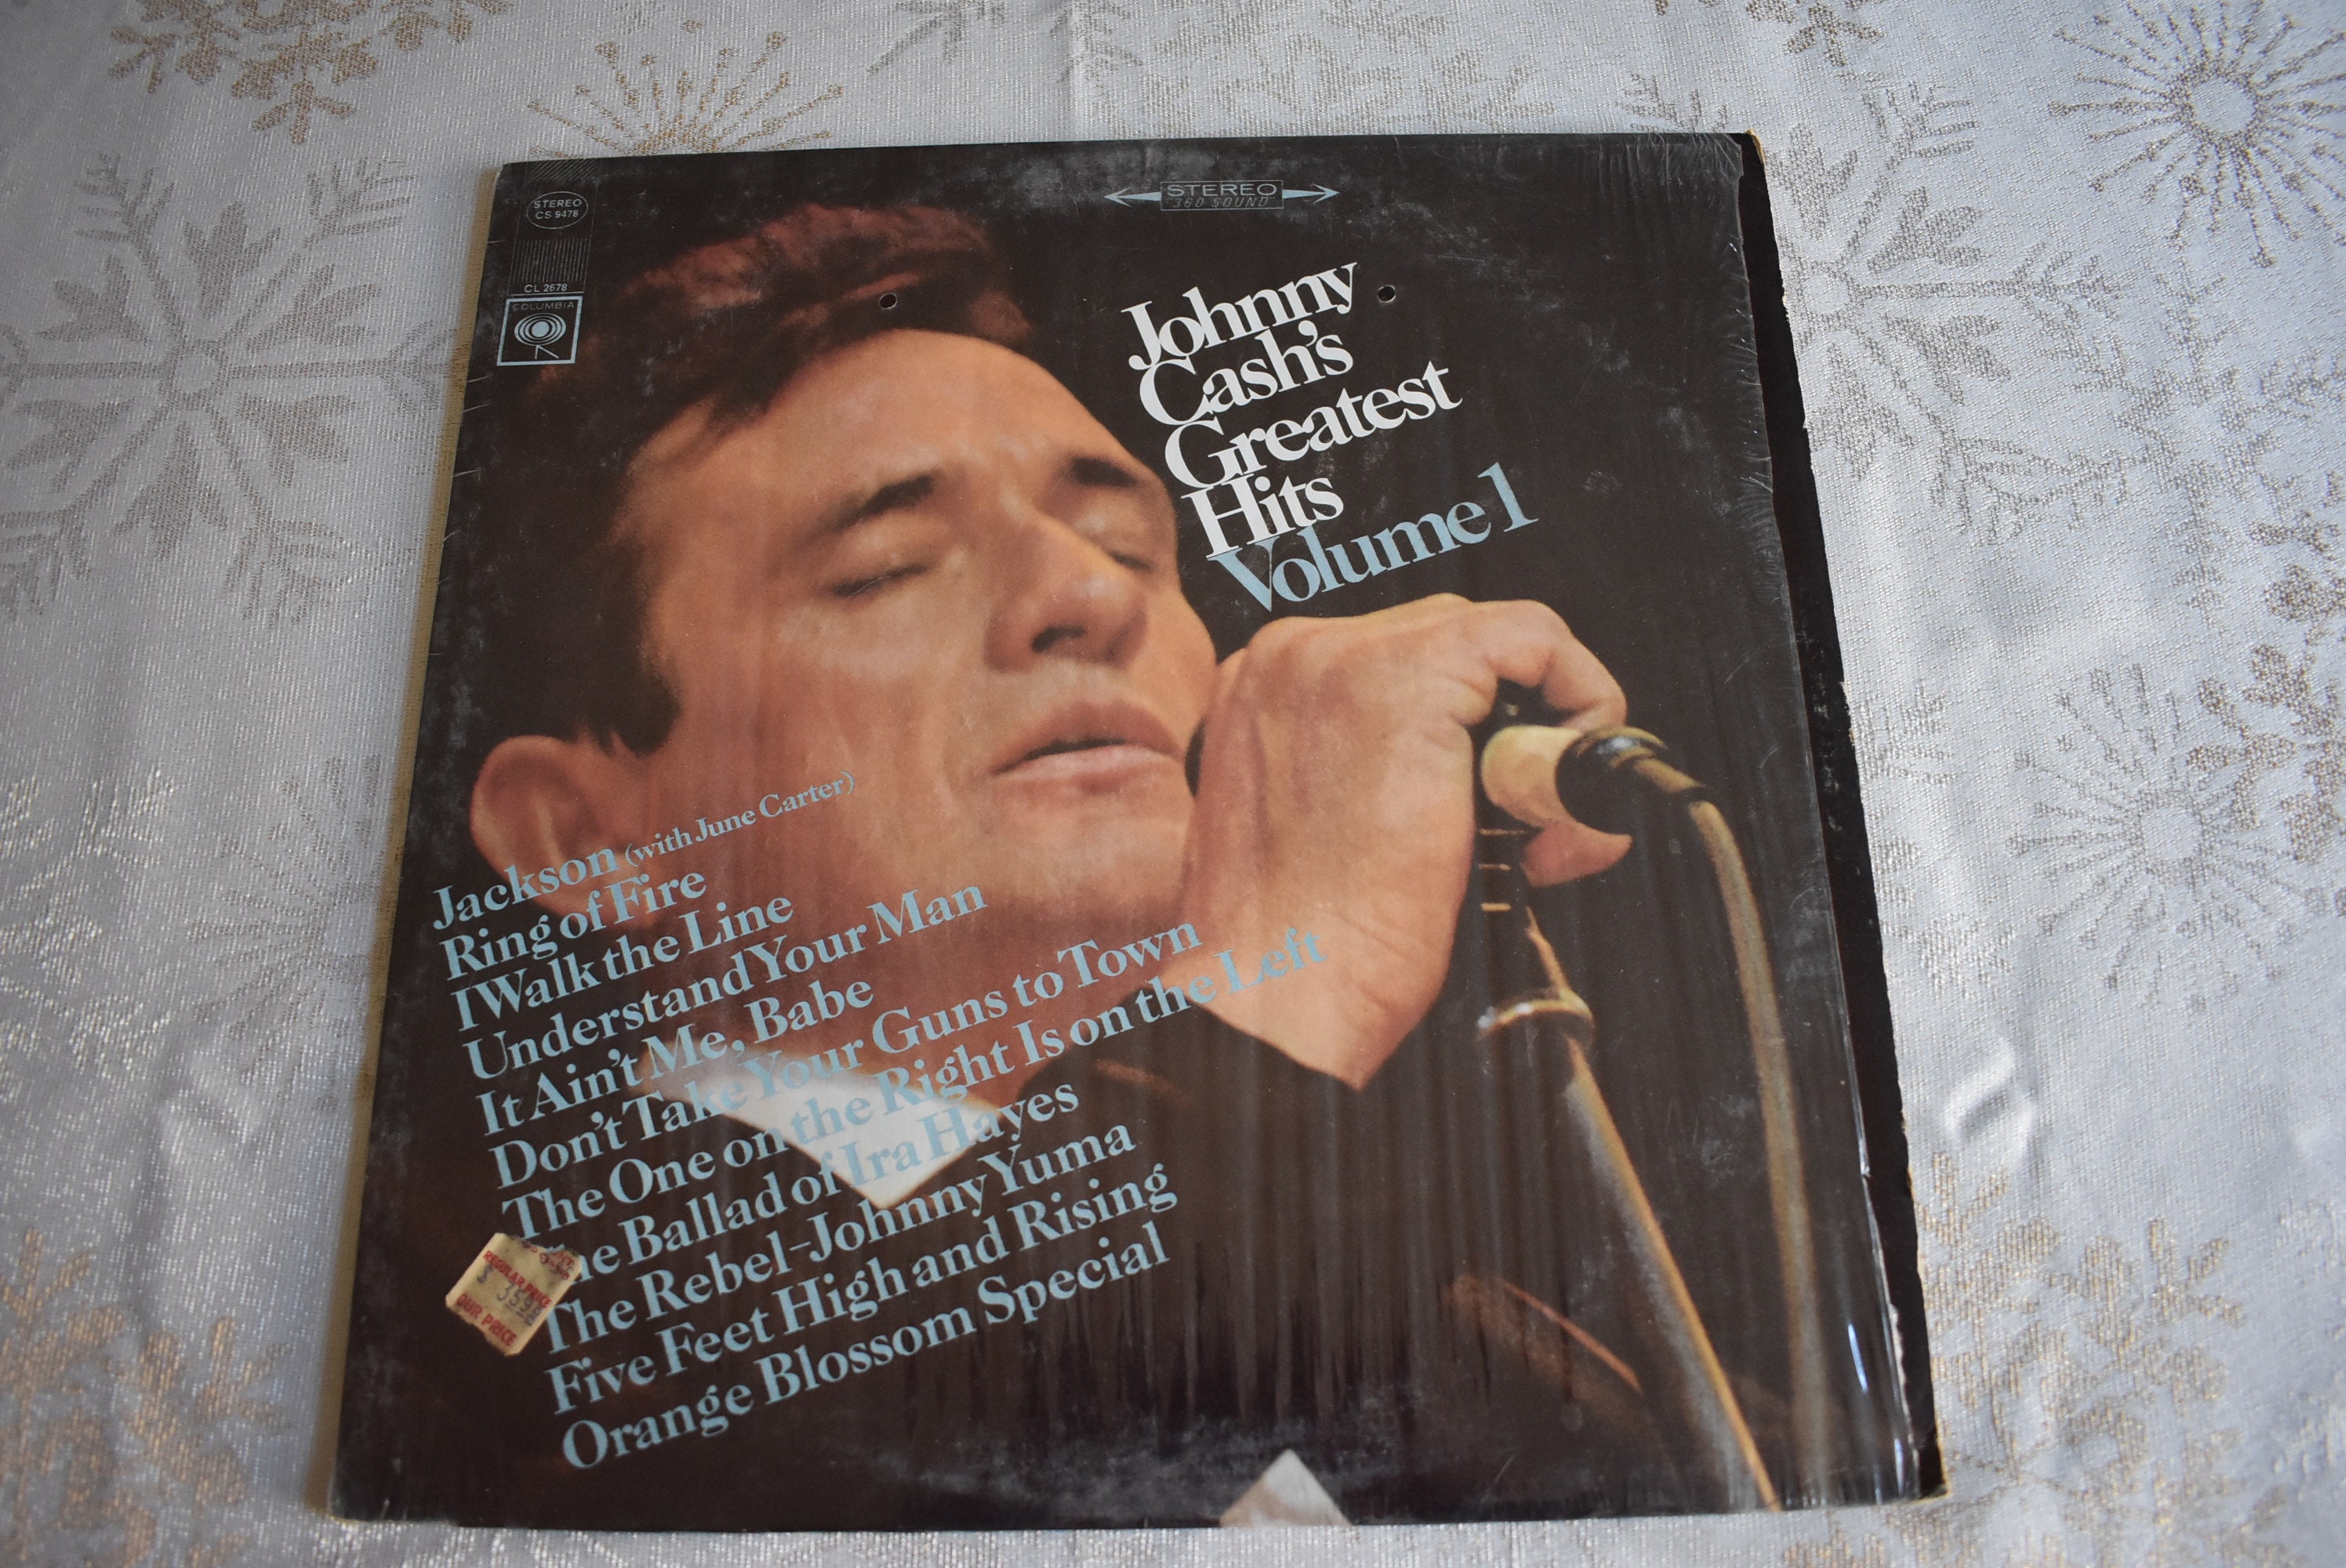 STEREO
CS 9478
CL 2678
COLUMBIA
STEREO
360 SOUND
Johnny
Cash's
Greatest
Hits
Volume 1
Jackson (with June Carter)
Ring of Fire
I Walk the Line
Understand Your Man
It Ain't Me, Babe
Don't Take Your Guns to Town
The One on the Right Is on the Left
he Ballad of Ira Hayes
The Rebel-Johnny Yuma
Five Feet High and Rising
Orange Blossom Special
REGULAR PRICE
OUR PRICE